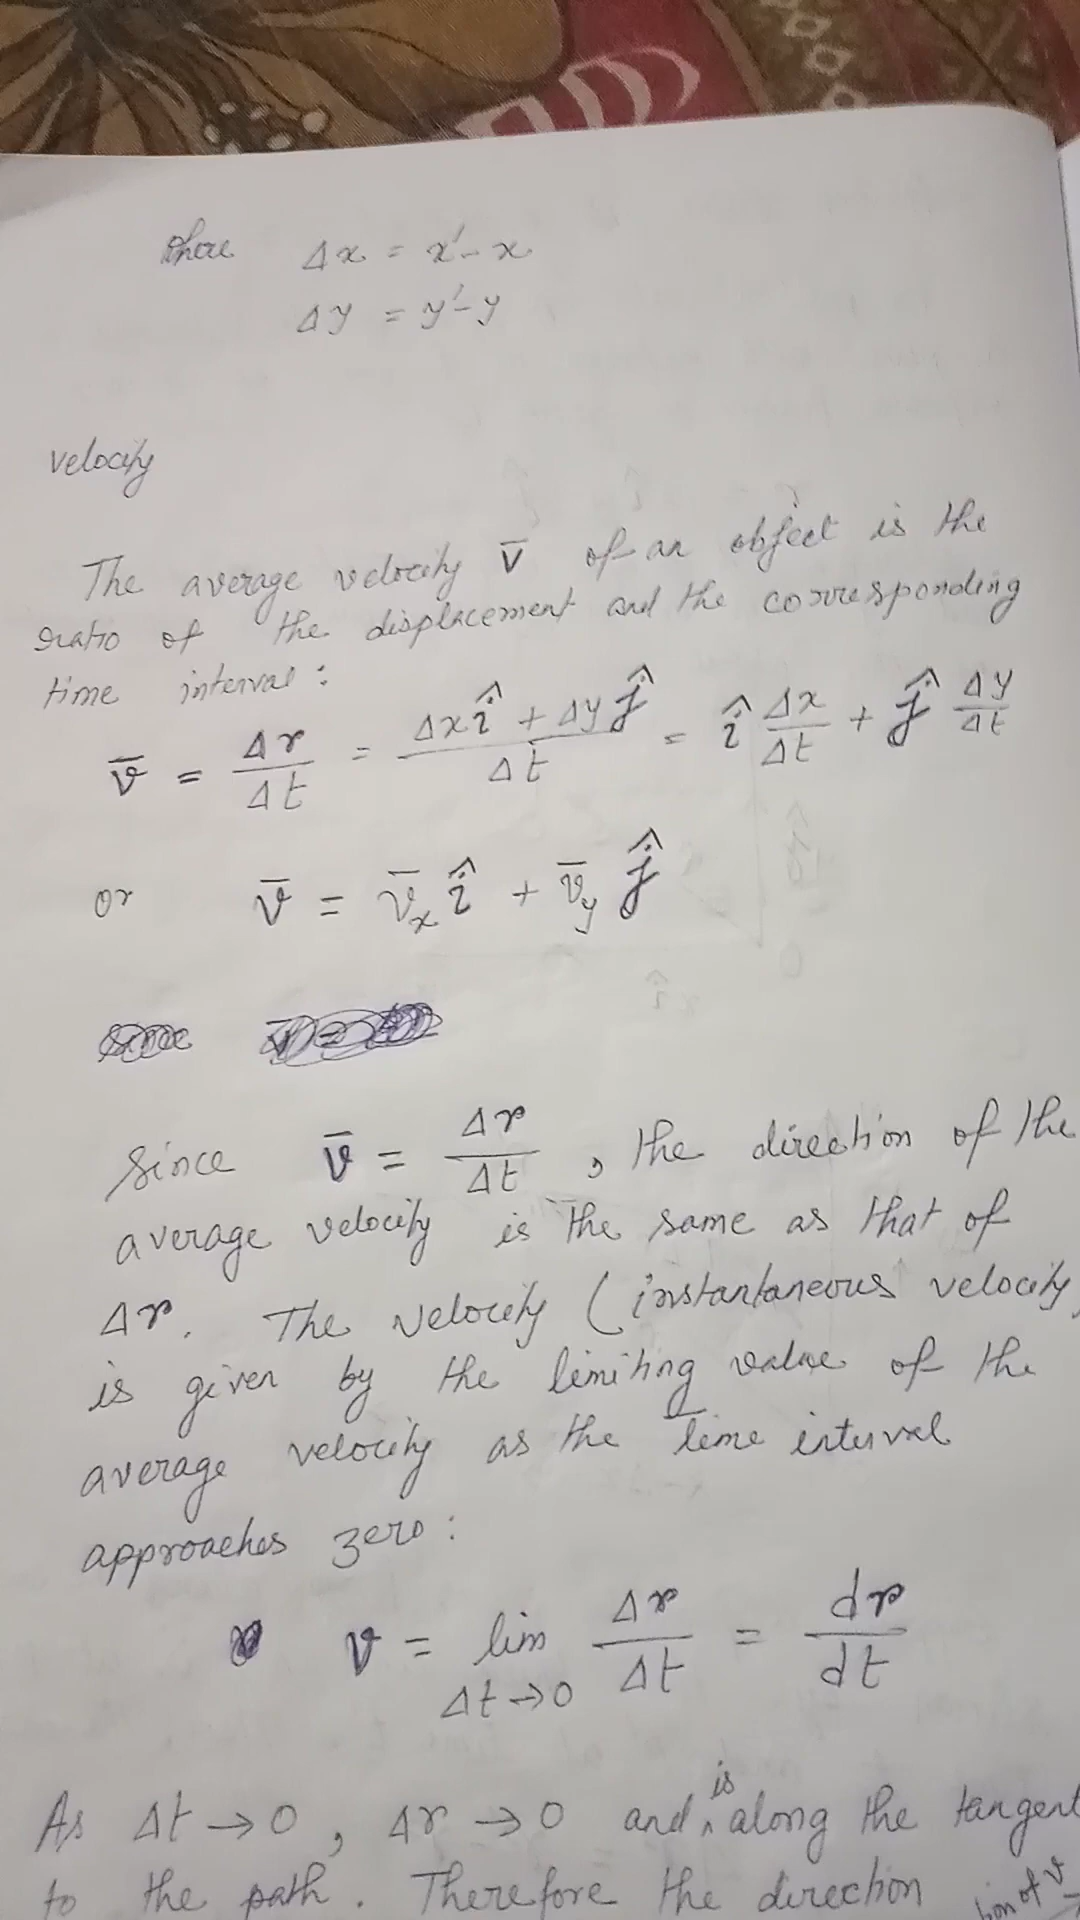 where Δx = x' - x
Δy = y' - y
velocity
The average velocity v̅ of an object is the
ratio of the displacement and the corresponding
time interval :
v̅ = Δr/Δt = (Δx î + Δy ĵ)/Δt = î Δx/Δt + ĵ Δy/Δt
or v̅ = v̅ₓ î + v̅_y ĵ
Since v̅ = Δr/Δt , the direction of the
average velocity is the same as that of
Δr. The velocity (instantaneous velocity)
is given by the limiting value of the
average velocity as the time interval
approaches zero :
v = lim Δt→0 Δr/Δt = dr/dt
As Δt → 0 , Δr → 0 and is along the tangent
to the path. Therefore the direction
of v